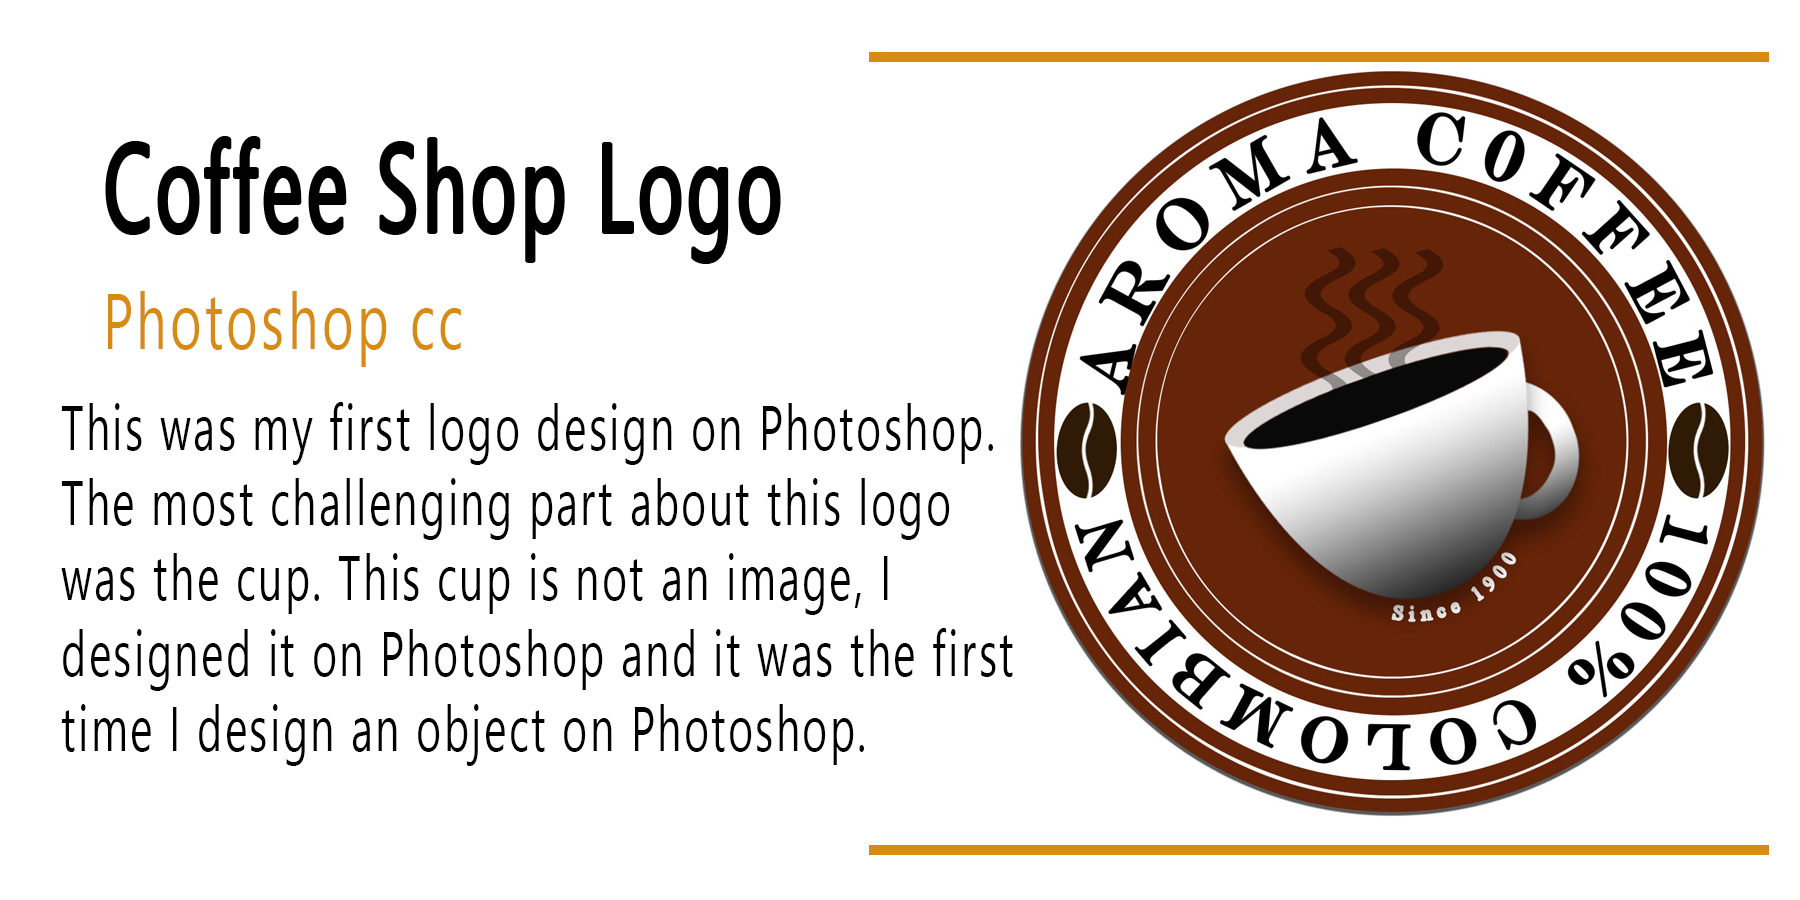 Coffee Shop Logo
Photoshop cc
This was my first logo design on Photoshop.
The most challenging part about this logo
was the cup. This cup is not an image, I
designed it on Photoshop and it was the first
time I design an object on Photoshop.
AROMA C0FFEE
100% COLOMBIAN
Since 1900